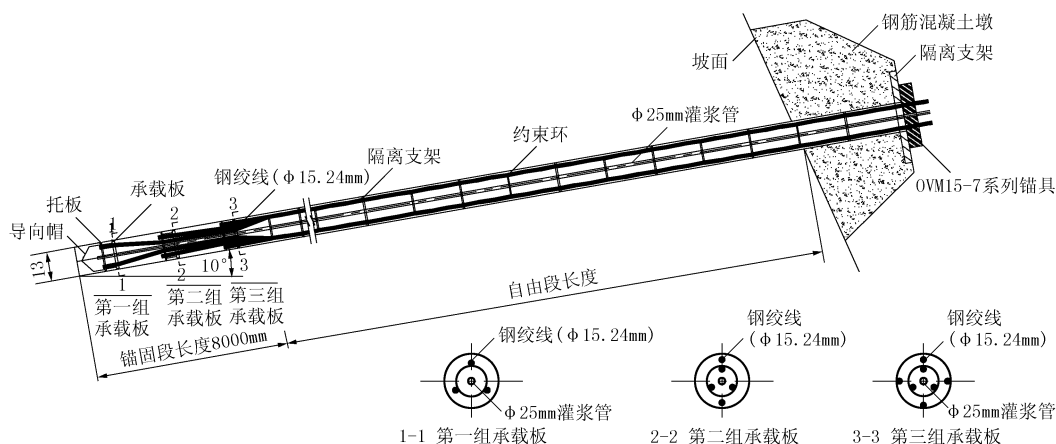 钢筋混凝土墩
坡面
隔离支架
φ25mm灌浆管
约束环
隔离支架
钢绞线(φ15.24mm)
OVM15-7系列锚具
承载板
托板
导向帽
1
2
3
13
10°
1
2
3
第一组
承载板
第二组
承载板
第三组
承载板
自由段长度
锚固段长度8000mm
钢绞线(φ15.24mm)
φ25mm灌浆管
1-1 第一组承载板
钢绞线
(φ15.24mm)
2-2 第二组承载板
钢绞线
(φ15.24mm)
φ25mm灌浆管
3-3 第三组承载板